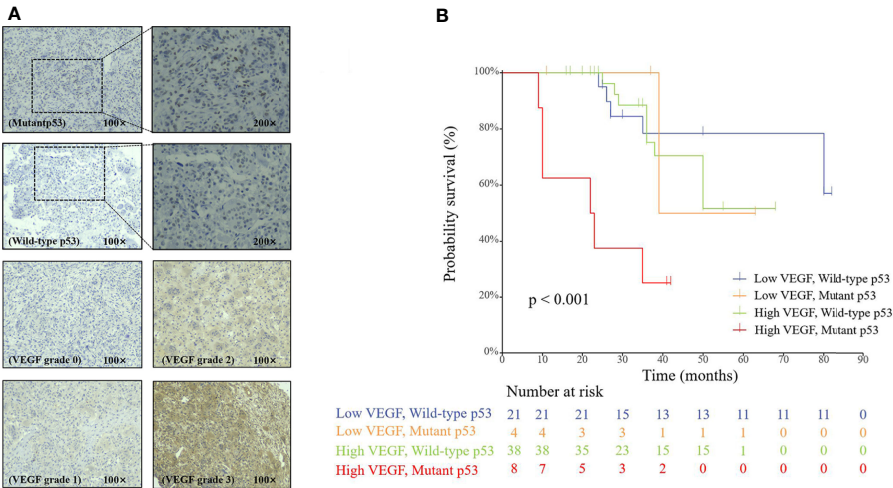 A
(Mutantp53) 100×
200×
(Wild-type p53) 100×
200×
(VEGF grade 0) 100×
(VEGF grade 2) 100×
(VEGF grade 1) 100×
(VEGF grade 3) 100×
B
Probability survival (%)
100%
80%
60%
40%
20%
0%
p < 0.001
Low VEGF, Wild-type p53
Low VEGF, Mutant p53
High VEGF, Wild-type p53
High VEGF, Mutant p53
0 10 20 30 40 50 60 70 80 90
Time (months)
Number at risk
Low VEGF, Wild-type p53 21 21 21 15 13 13 11 11 11 0
Low VEGF, Mutant p53 4 4 3 3 1 1 1 0 0 0
High VEGF, Wild-type p53 38 38 35 23 15 15 1 0 0 0
High VEGF, Mutant p53 8 7 5 3 2 0 0 0 0 0